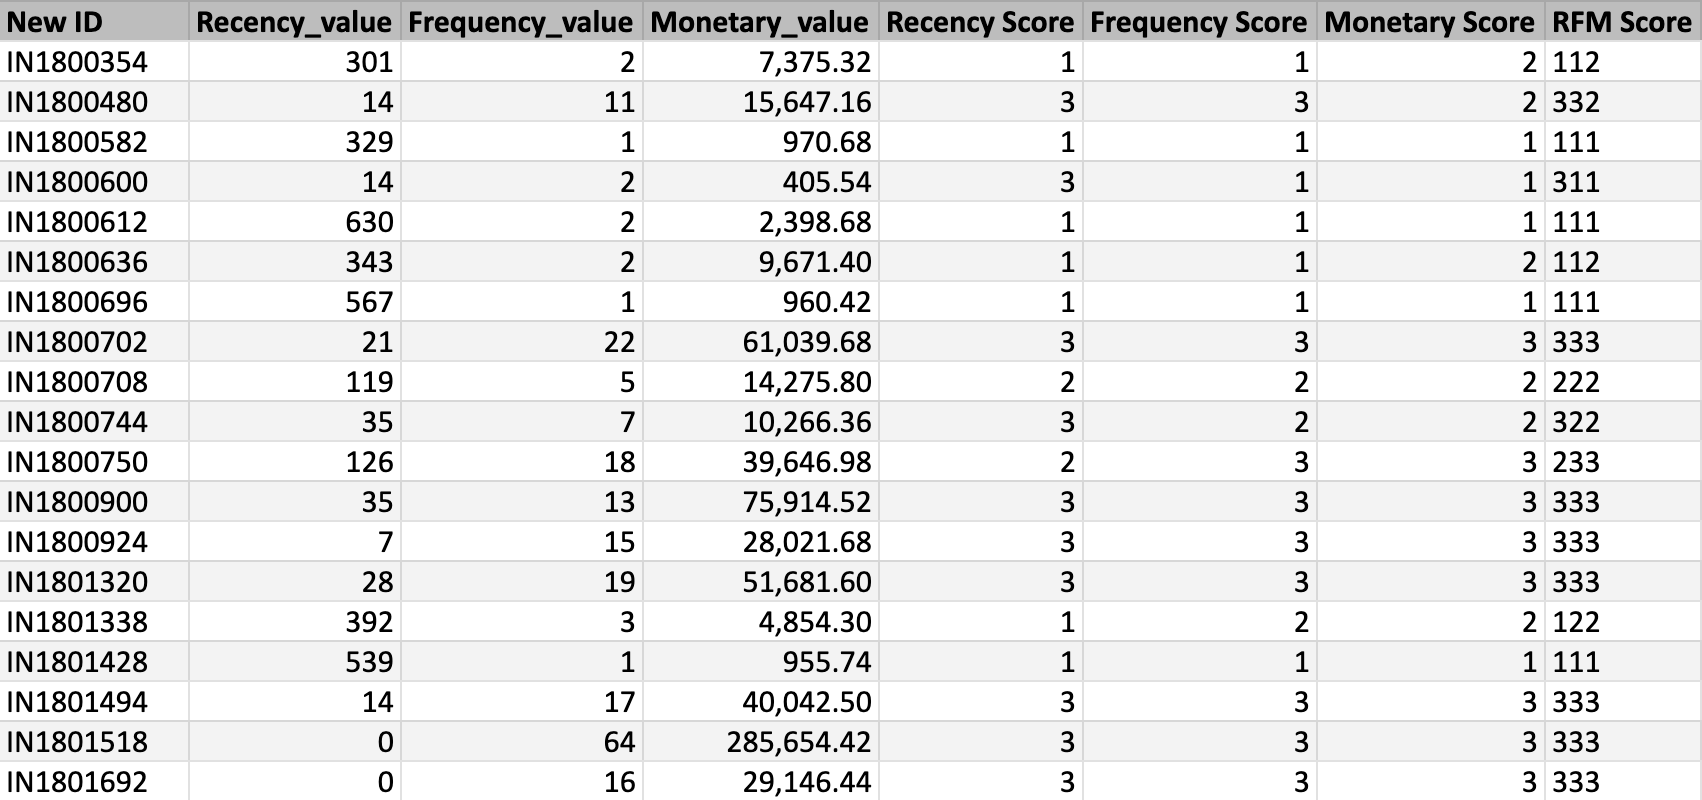 New ID Recency_value Frequency_value Monetary_value Recency Score Frequency Score Monetary Score RFM Score
IN1800354 301 2 7,375.32 1 1 2 112
IN1800480 14 11 15,647.16 3 3 2 332
IN1800582 329 1 970.68 1 1 1 111
IN1800600 14 2 405.54 3 1 1 311
IN1800612 630 2 2,398.68 1 1 1 111
IN1800636 343 2 9,671.40 1 1 2 112
IN1800696 567 1 960.42 1 1 1 111
IN1800702 21 22 61,039.68 3 3 3 333
IN1800708 119 5 14,275.80 2 2 2 222
IN1800744 35 7 10,266.36 3 2 2 322
IN1800750 126 18 39,646.98 2 3 3 233
IN1800900 35 13 75,914.52 3 3 3 333
IN1800924 7 15 28,021.68 3 3 3 333
IN1801320 28 19 51,681.60 3 3 3 333
IN1801338 392 3 4,854.30 1 2 2 122
IN1801428 539 1 955.74 1 1 1 111
IN1801494 14 17 40,042.50 3 3 3 333
IN1801518 0 64 285,654.42 3 3 3 333
IN1801692 0 16 29,146.44 3 3 3 333